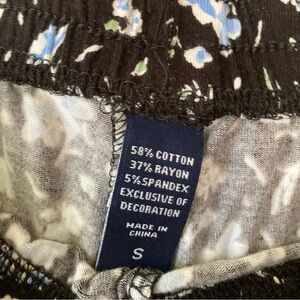 58% COTTON
37% RAYON
5% SPANDEX
EXCLUSIVE OF
DECORATION
MADE IN
CHINA
S